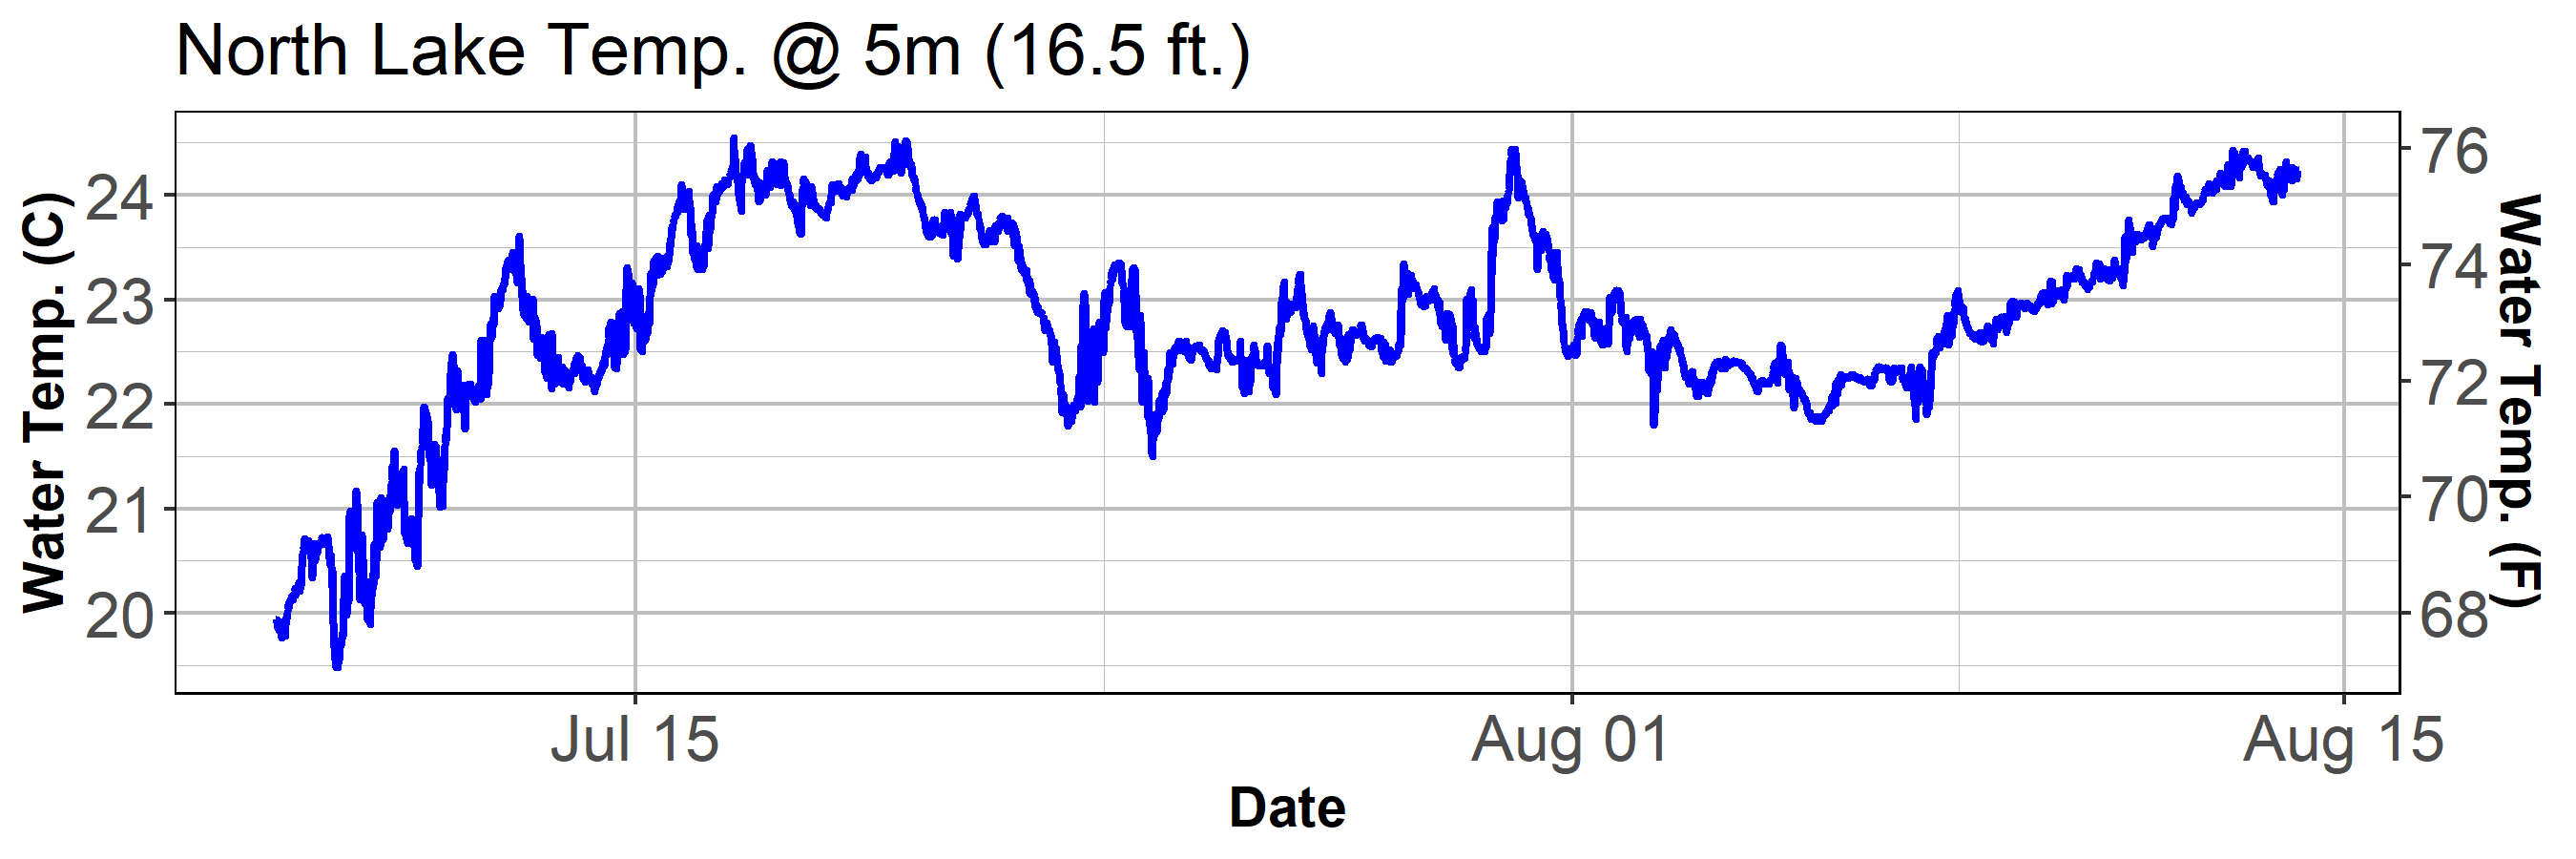 North Lake Temp. @ 5m (16.5 ft.)
Water Temp. (C)
24
23
22
21
20
76
74
72
70
68
Water Temp. (F)
Jul 15
Aug 01
Aug 15
Date